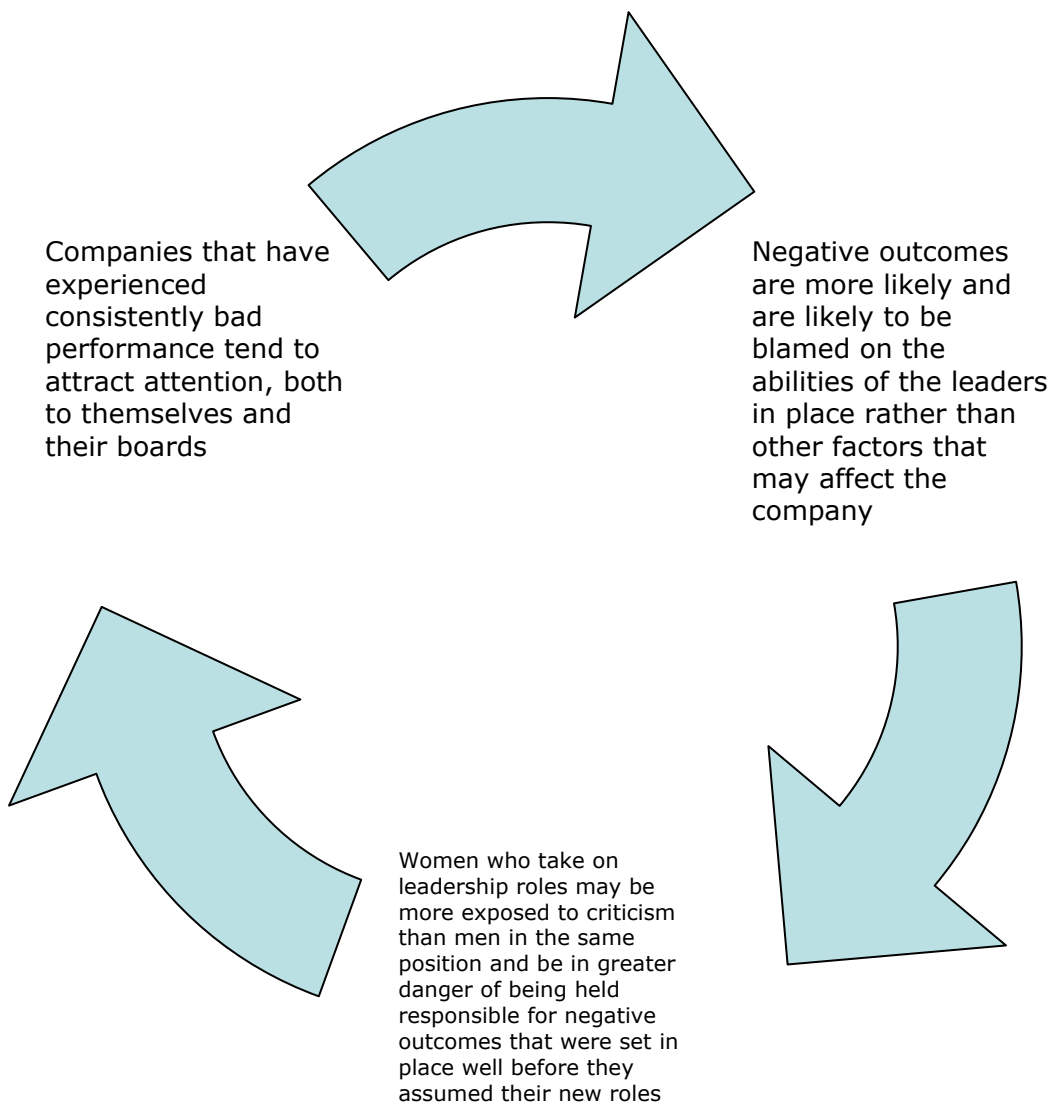 Companies that have
experienced
consistently bad
performance tend to
attract attention, both
to themselves and
their boards
Negative outcomes
are more likely and
are likely to be
blamed on the
abilities of the leaders
in place rather than
other factors that
may affect the
company
Women who take on
leadership roles may be
more exposed to criticism
than men in the same
position and be in greater
danger of being held
responsible for negative
outcomes that were set in
place well before they
assumed their new roles